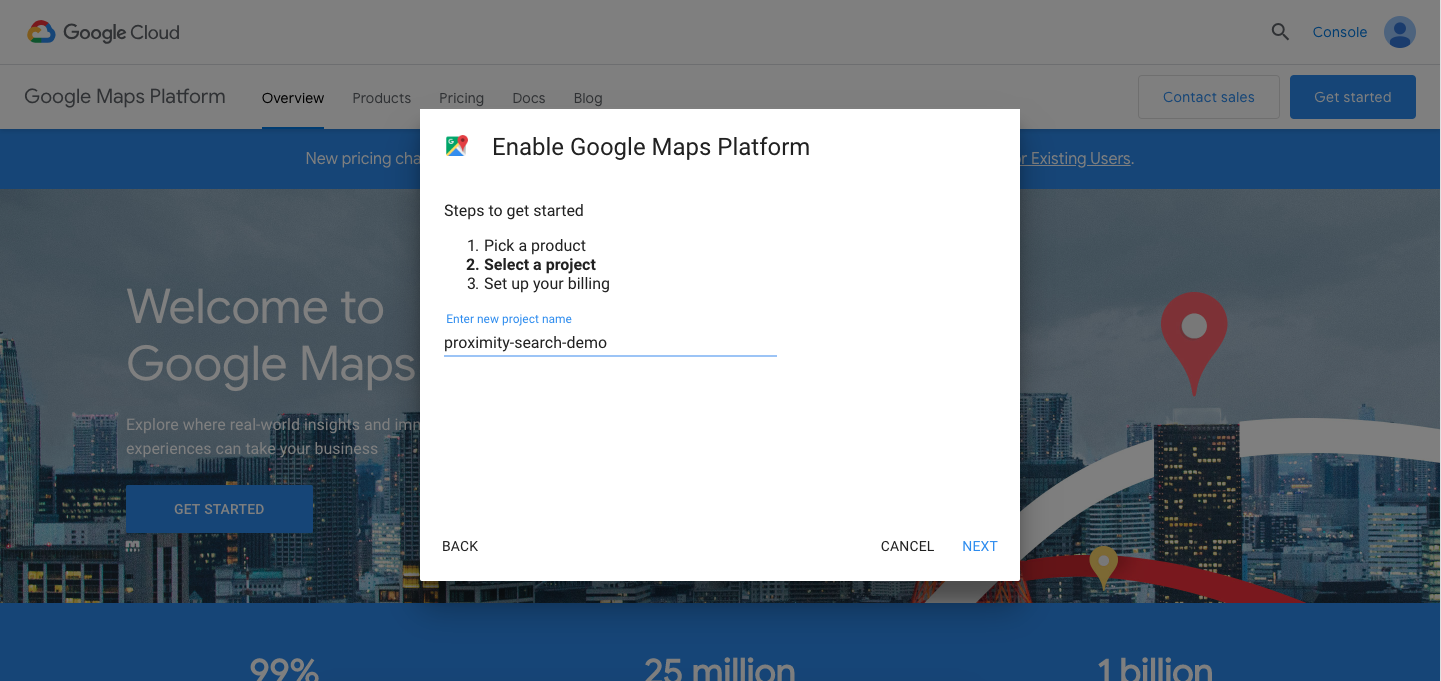 Google Cloud
Console
Google Maps Platform
Overview
Products
Pricing
Docs
Blog
Contact sales
Get started
New pricing cha
r Existing Users.
Enable Google Maps Platform
Steps to get started
1. Pick a product
2. Select a project
3. Set up your billing
Enter new project name
proximity-search-demo
BACK
CANCEL
NEXT
Welcome to
Google Maps
Explore where real-world insights and imm
experiences can take your business
GET STARTED
99%
25 million
1 billion